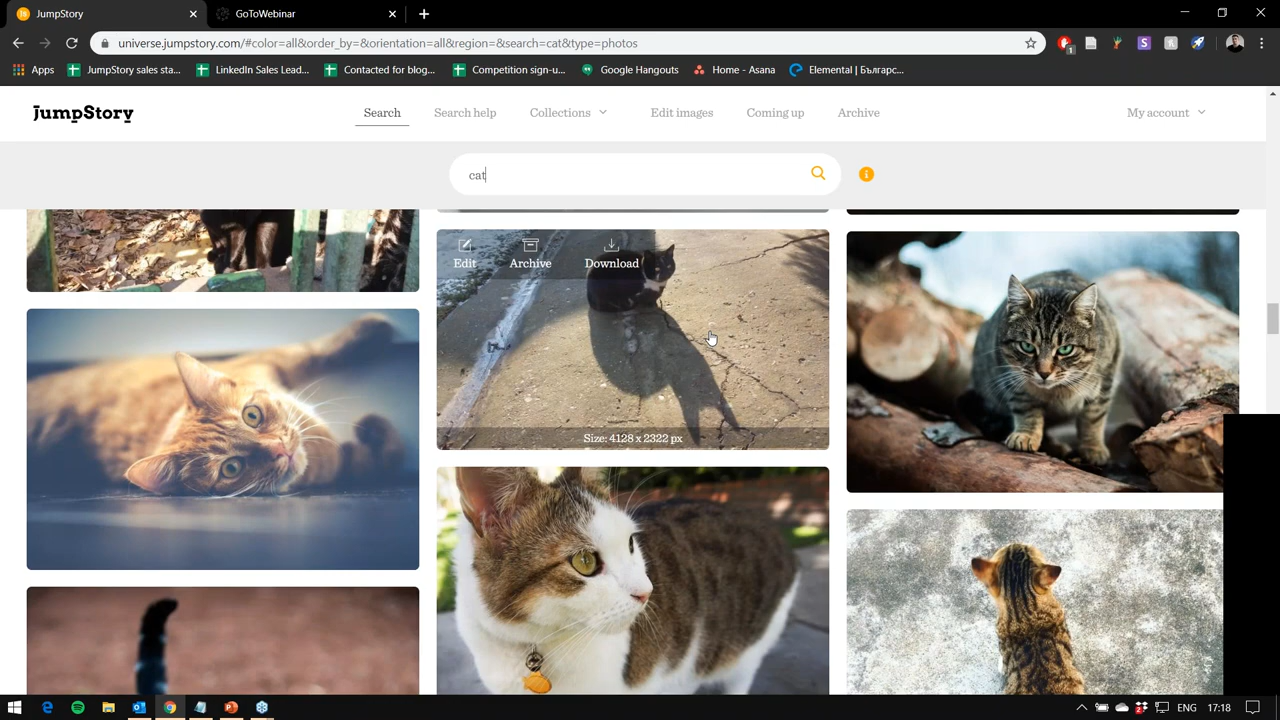 JumpStory
GoToWebinar
universe.jumpstory.com/#color=all&order_by=&orientation=all&region=&search=cat&type=photos
1
S
Apps
JumpStory sales sta...
LinkedIn Sales Lead...
Contacted for blog...
Competition sign-u...
Google Hangouts
Home - Asana
Elemental | Българс...
JumpStory
Search
Search help
Collections
Edit images
Coming up
Archive
My account
cat
Edit
Archive
Download
Size: 4128 x 2322 px
2
ENG
17:18